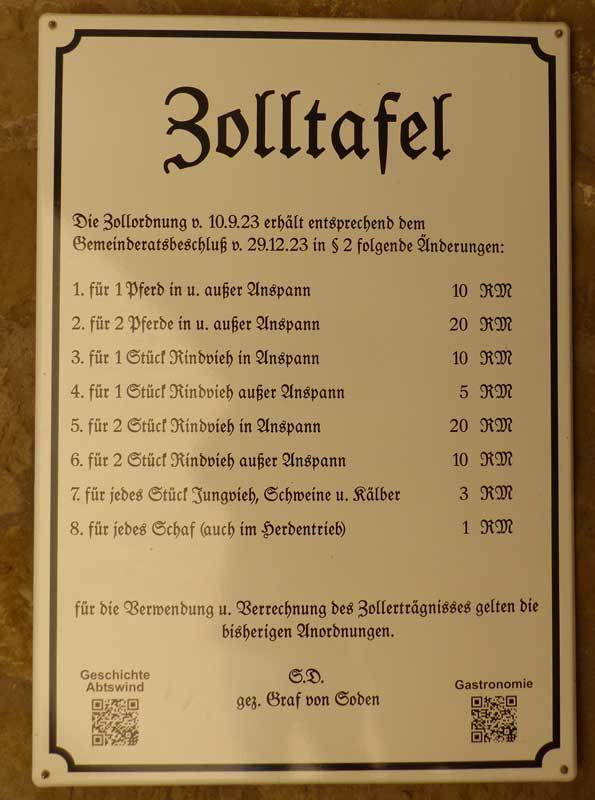 Zolltafel
Die Zollordnung v. 10.9.23 erhält entsprechend dem
Gemeinderatsbeschluß v. 29.12.23 in § 2 folgende Änderungen:
1. für 1 Pferd in u. außer Anspann 10 RM
2. für 2 Pferde in u. außer Anspann 20 RM
3. für 1 Stück Rindvieh in Anspann 10 RM
4. für 1 Stück Rindvieh außer Anspann 5 RM
5. für 2 Stück Rindvieh in Anspann 20 RM
6. für 2 Stück Rindvieh außer Anspann 10 RM
7. für jedes Stück Jungvieh, Schweine u. Kälber 3 RM
8. für jedes Schaf (auch im Herdentrieb) 1 RM
für die Verwendung u. Verrechnung des Zollerträgnisses gelten die
bisherigen Anordnungen.
S.D.
gez. Graf von Soden
Geschichte
Abtswind
Gastronomie